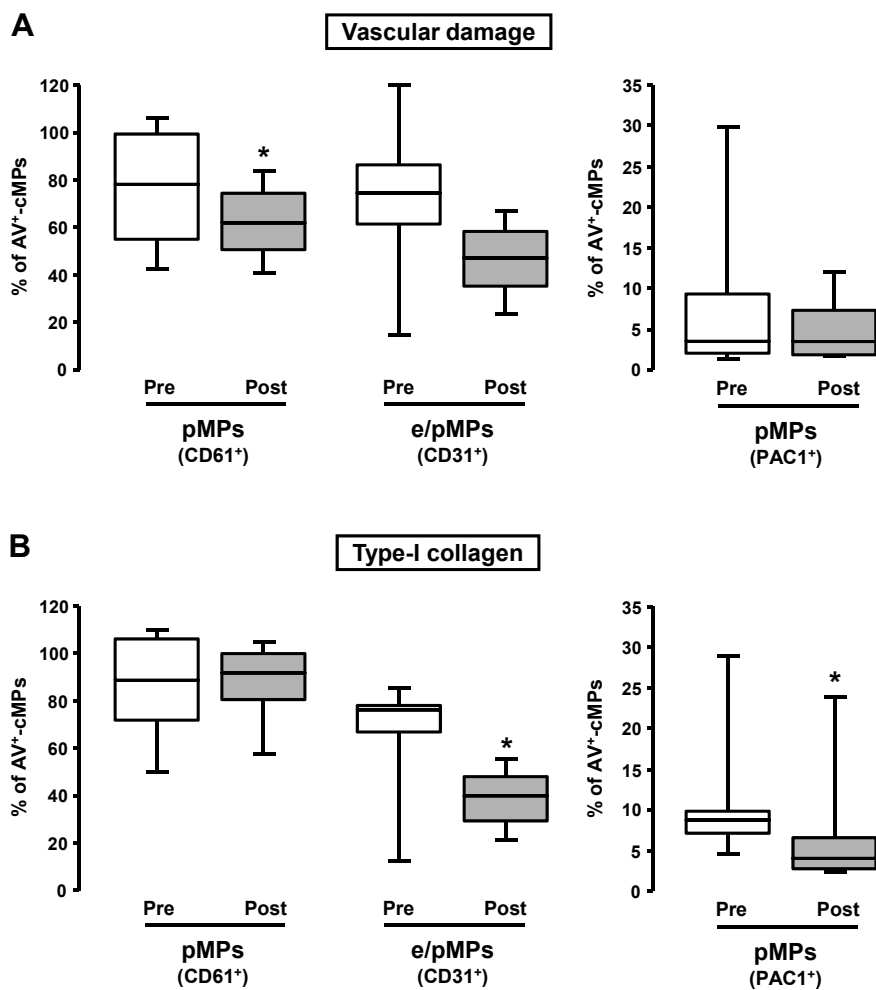 A
Vascular damage
% of AV⁺-cMPs
120
100
80
60
40
20
0
*
Pre Post
pMPs
(CD61⁺)
Pre Post
e/pMPs
(CD31⁺)
% of AV⁺-cMPs
35
30
25
20
15
10
5
0
Pre Post
pMPs
(PAC1⁺)
B
Type-I collagen
% of AV⁺-cMPs
120
100
80
60
40
20
0
Pre Post
pMPs
(CD61⁺)
*
Pre Post
e/pMPs
(CD31⁺)
% of AV⁺-cMPs
35
30
25
20
15
10
5
0
*
Pre Post
pMPs
(PAC1⁺)